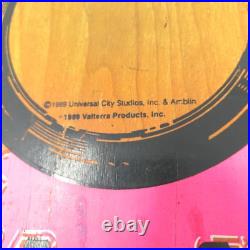 ©1989 Universal City Studios, Inc. & Amblin
©1989 Valterra Products, Inc.